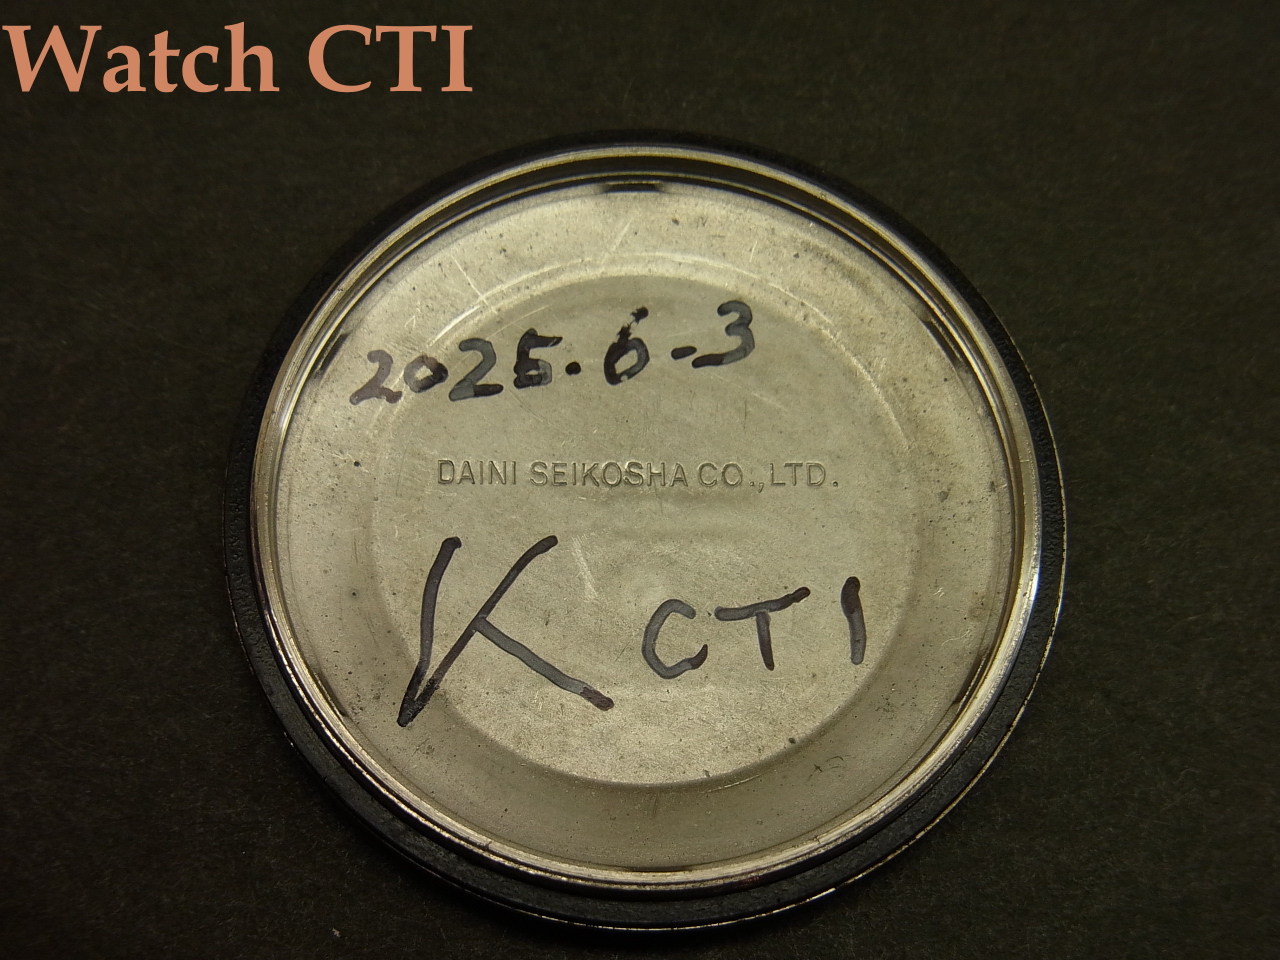 Watch CTI
2025.6-3
DAINI SEIKOSHA CO.,LTD.
K CTI